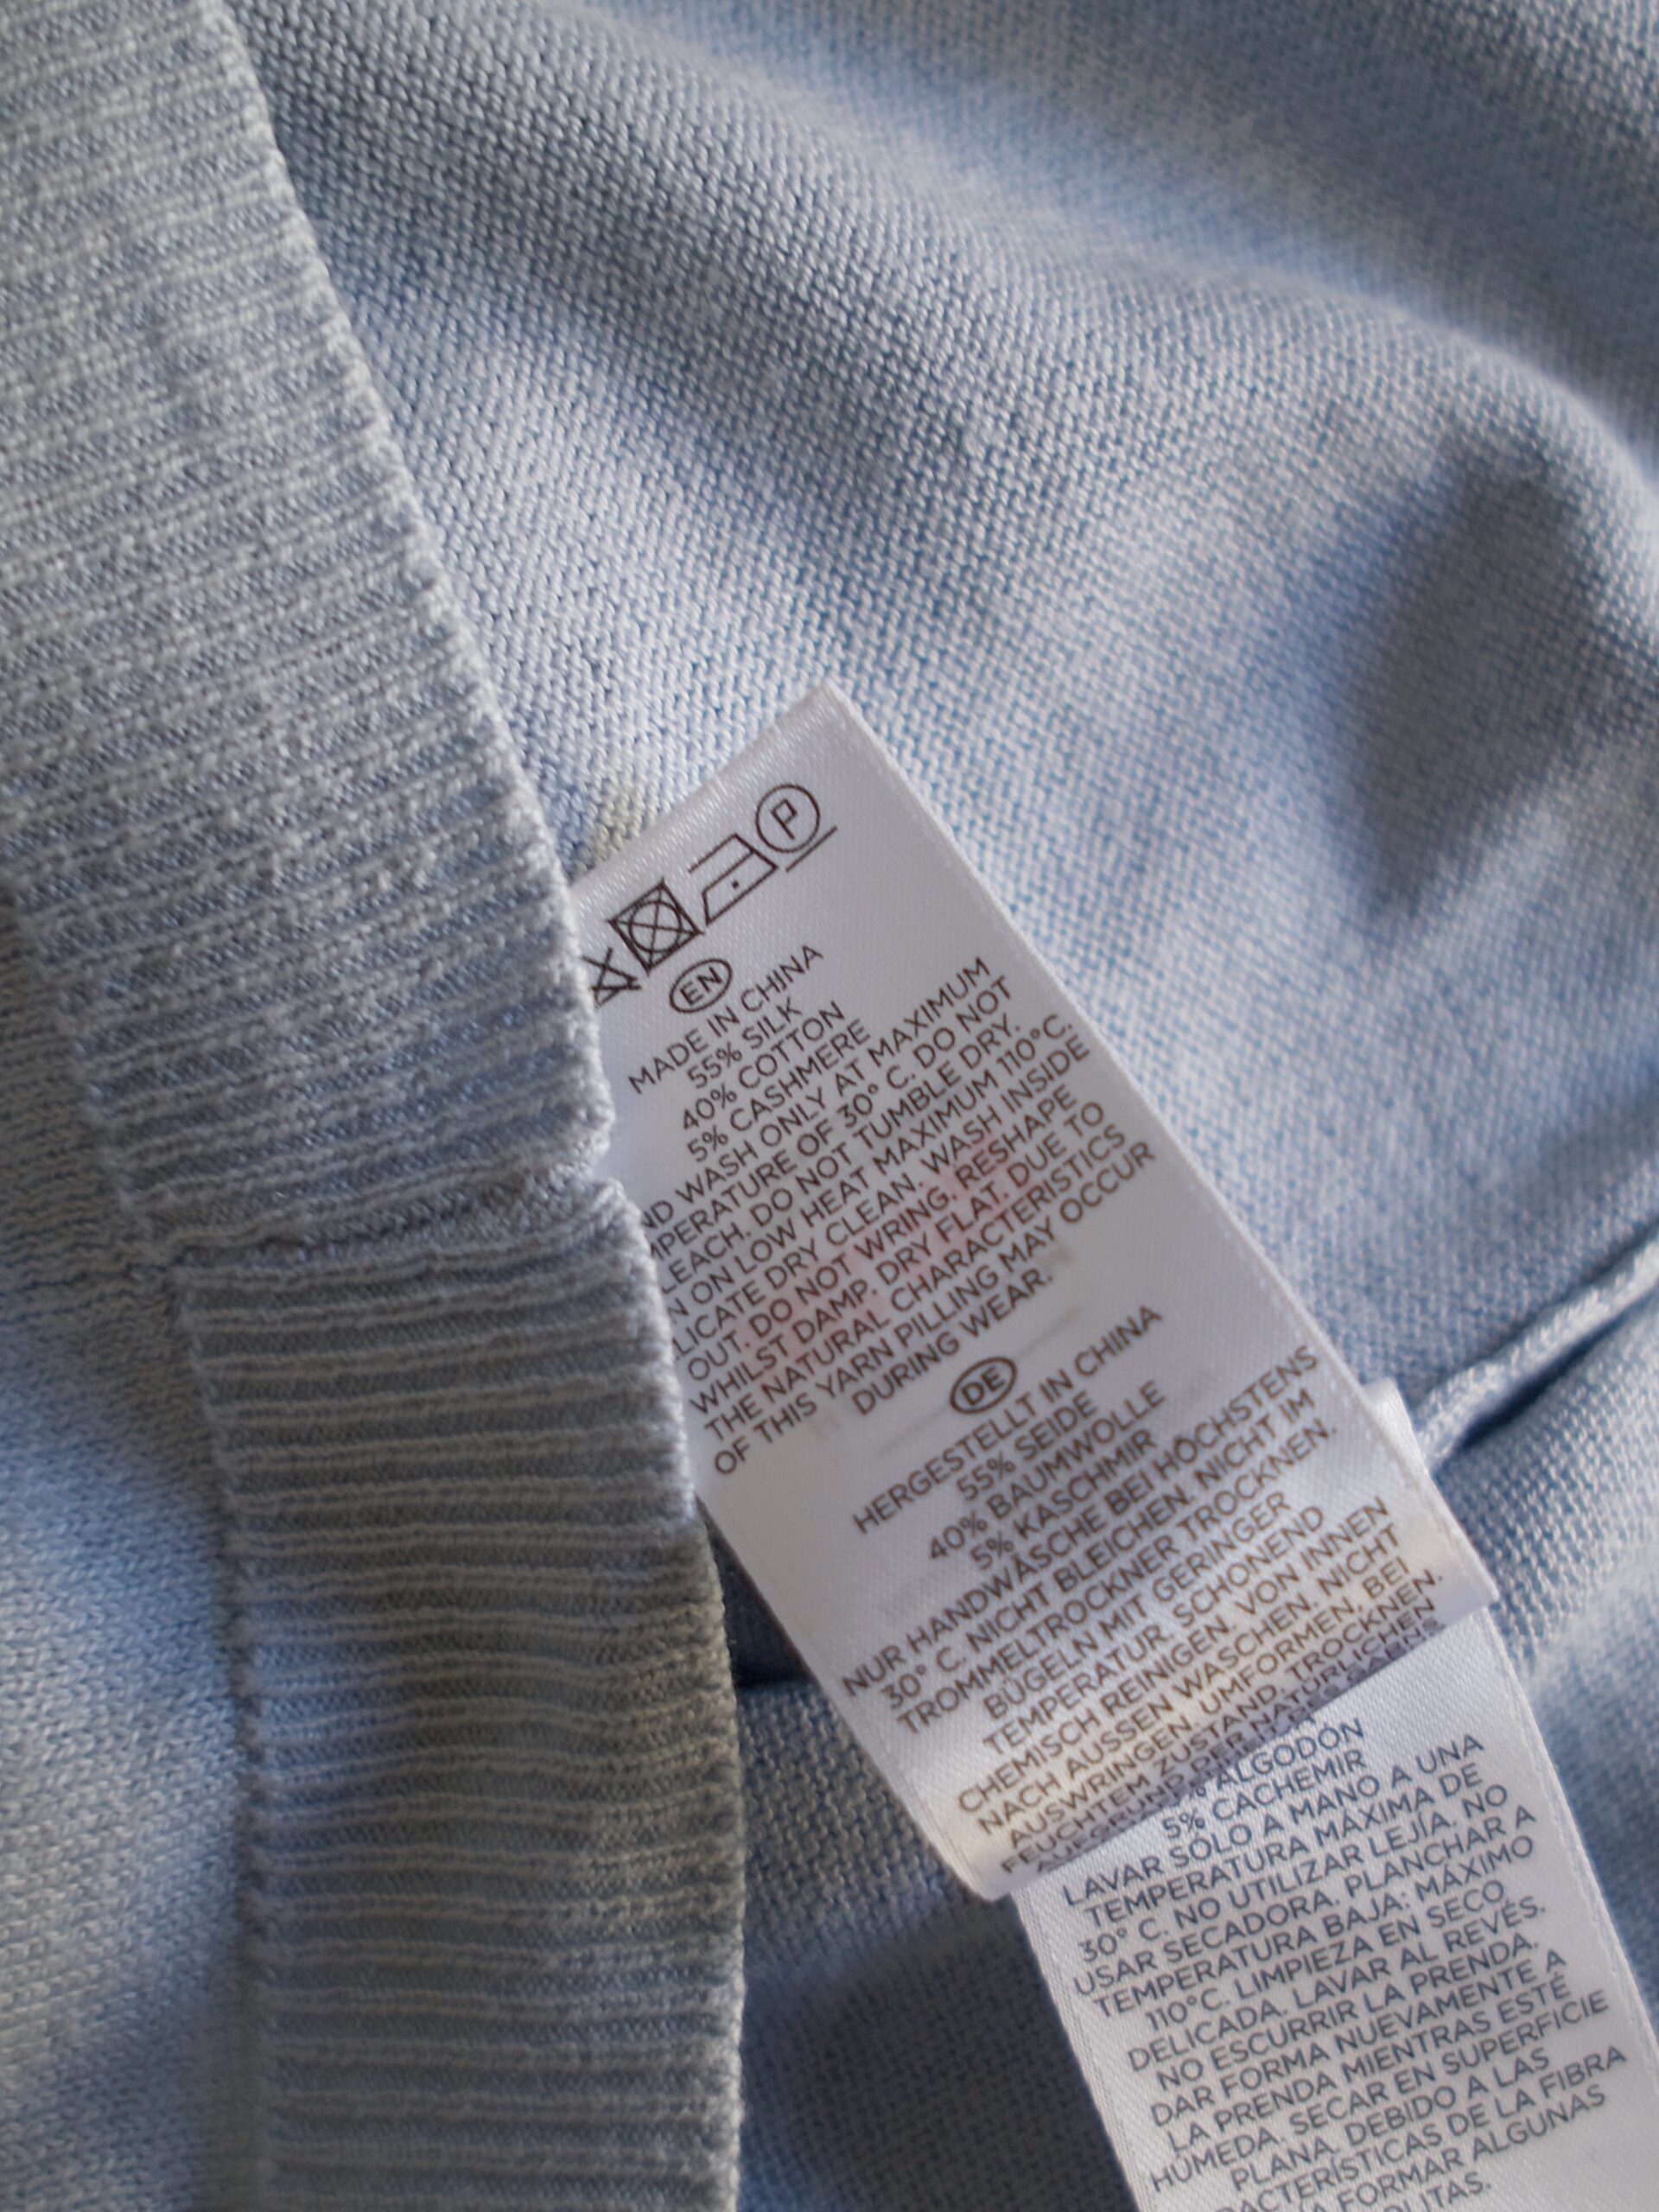 P
EN
MADE IN CHINA
55% SILK
40% COTTON
5% CASHMERE
ND WASH ONLY AT MAXIMUM
MPERATURE OF 30° C. DO NOT
LEACH. DO NOT TUMBLE DRY.
N ON LOW HEAT MAXIMUM 110°C.
LICATE DRY CLEAN. WASH INSIDE
OUT. DO NOT WRING. RESHAPE
WHILST DAMP. DRY FLAT. DUE TO
THE NATURAL CHARACTERISTICS
OF THIS YARN PILLING MAY OCCUR
DURING WEAR.
DE
HERGESTELLT IN CHINA
55% SEIDE
40% BAUMWOLLE
5% KASCHMIR
NUR HANDWÄSCHE BEI HÖCHSTENS
30° C. NICHT BLEICHEN. NICHT IM
TROMMELTROCKNER TROCKNEN.
BÜGELN MIT GERINGER
TEMPERATUR. SCHONEND
CHEMISCH REINIGEN. VON INNEN
NACH AUSSEN WASCHEN. NICHT
AUSWRINGEN. UMFORMEN, BEI
FEUCHTEM ZUSTAND. TROCKNEN.
AUFGRUND DER NATÜRLICHEN
ALGODÓN
5% CACHEMIR
LAVAR SÓLO A MANO A UNA
TEMPERATURA MÁXIMA DE
30° C. NO UTILIZAR LEJÍA. NO
USAR SECADORA. PLANCHAR A
TEMPERATURA BAJA: MÁXIMO
110°C. LIMPIEZA EN SECO
DELICADA. LAVAR AL REVÉS.
NO ESCURRIR LA PRENDA.
DAR FORMA NUEVAMENTE A
LA PRENDA MIENTRAS ESTÉ
HÚMEDA. SECAR EN SUPERFICIE
PLANA. DEBIDO A LAS
ACTERÍSTICAS DE LA FIBRA
FORMAR ALGUNAS